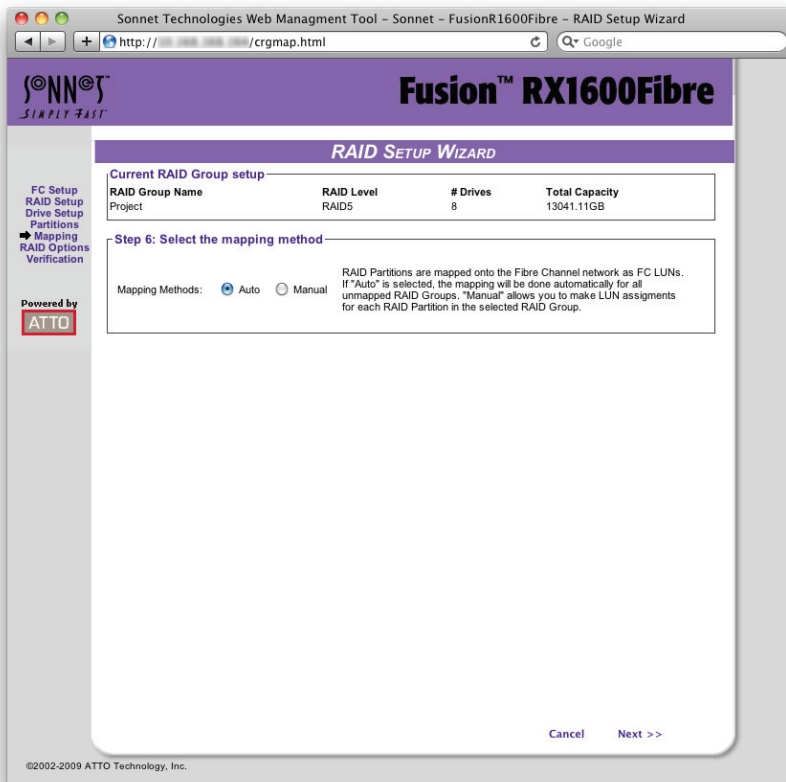 Sonnet Technologies Web Managment Tool – Sonnet – FusionR1600Fibre – RAID Setup Wizard
http:// /crgmap.html
Google
SONNET
SIMPLY FAST
Fusion™ RX1600Fibre
RAID SETUP WIZARD
FC Setup
RAID Setup
Drive Setup
Partitions
Mapping
RAID Options
Verification
Powered by
ATTO
Current RAID Group setup
RAID Group Name RAID Level # Drives Total Capacity
Project RAID5 8 13041.11GB
Step 6: Select the mapping method
Mapping Methods: Auto Manual
RAID Partitions are mapped onto the Fibre Channel network as FC LUNs.
If "Auto" is selected, the mapping will be done automatically for all
unmapped RAID Groups. "Manual" allows you to make LUN assigments
for each RAID Partition in the selected RAID Group.
Cancel Next >>
©2002-2009 ATTO Technology, Inc.